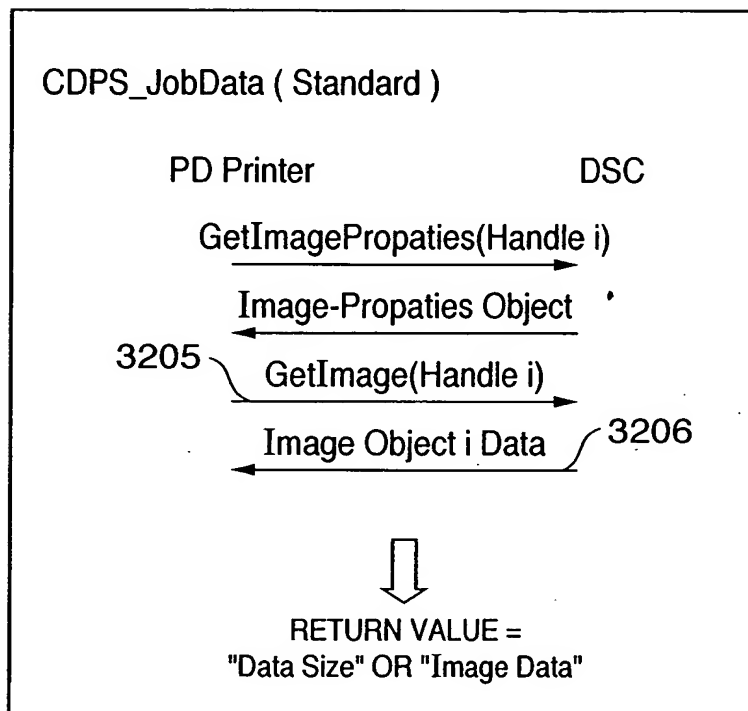 CDPS_JobData ( Standard )
PD Printer DSC
GetImagePropaties(Handle i)
Image-Propaties Object
3205
GetImage(Handle i)
Image Object i Data
3206
RETURN VALUE =
"Data Size" OR "Image Data"